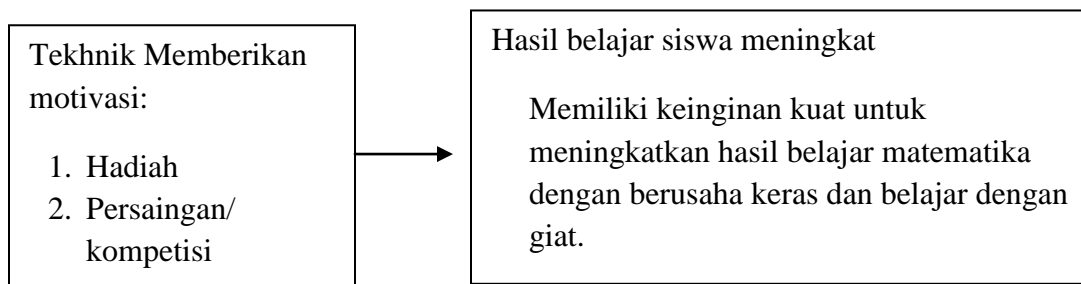 Tekhnik Memberikan
motivasi:
1. Hadiah
2. Persaingan/
kompetisi
Hasil belajar siswa meningkat
Memiliki keinginan kuat untuk
meningkatkan hasil belajar matematika
dengan berusaha keras dan belajar dengan
giat.